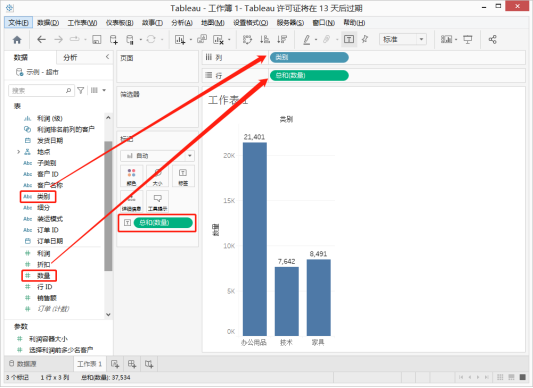 Tableau - 工作簿 1- Tableau 许可证将在 13 天后过期
文件(F) 数据(D) 工作表(W) 仪表板(B) 故事(T) 分析(A) 地图(M) 设置格式(O) 服务器(S) 窗口(N) 帮助(H)
标准
数据 分析
示例 - 超市
搜索
表
利润 (级)
利润排名前列的客户
发货日期
地点
Abc 子类别
Abc 客户 ID
Abc 客户名称
Abc 类别
Abc 细分
Abc 装运模式
Abc 订单 ID
订单日期
利润
折扣
数量
行 ID
销售额
订单 (计数)
参数
利润容器大小
选择利润前多少名客户
页面
筛选器
标记
自动
颜色 大小 标签
详细信息 工具提示
总和(数量)
列 类别
行 总和(数量)
工作表 1
类别
数量
20K
15K
10K
5K
0K
21,401
7,642
8,491
办公用品 技术 家具
数据源 工作表 1
3 个标记 1 行 x 3 列 总和(数量): 37,534